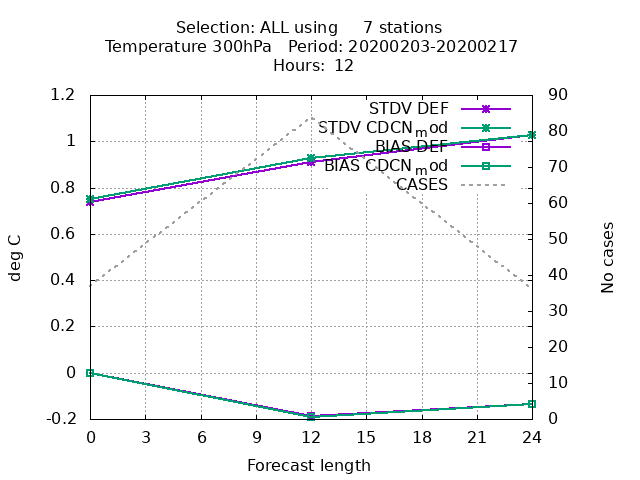 Selection: ALL using 7 stations
Temperature 300hPa Period: 20200203-20200217
Hours: 12
STDV DEF
STDV CDCN_mod
BIAS DEF
BIAS CDCN_mod
CASES
1.2
1
0.8
0.6
0.4
0.2
0
-0.2
deg C
90
80
70
60
50
40
30
20
10
0
No cases
0 3 6 9 12 15 18 21 24
Forecast length